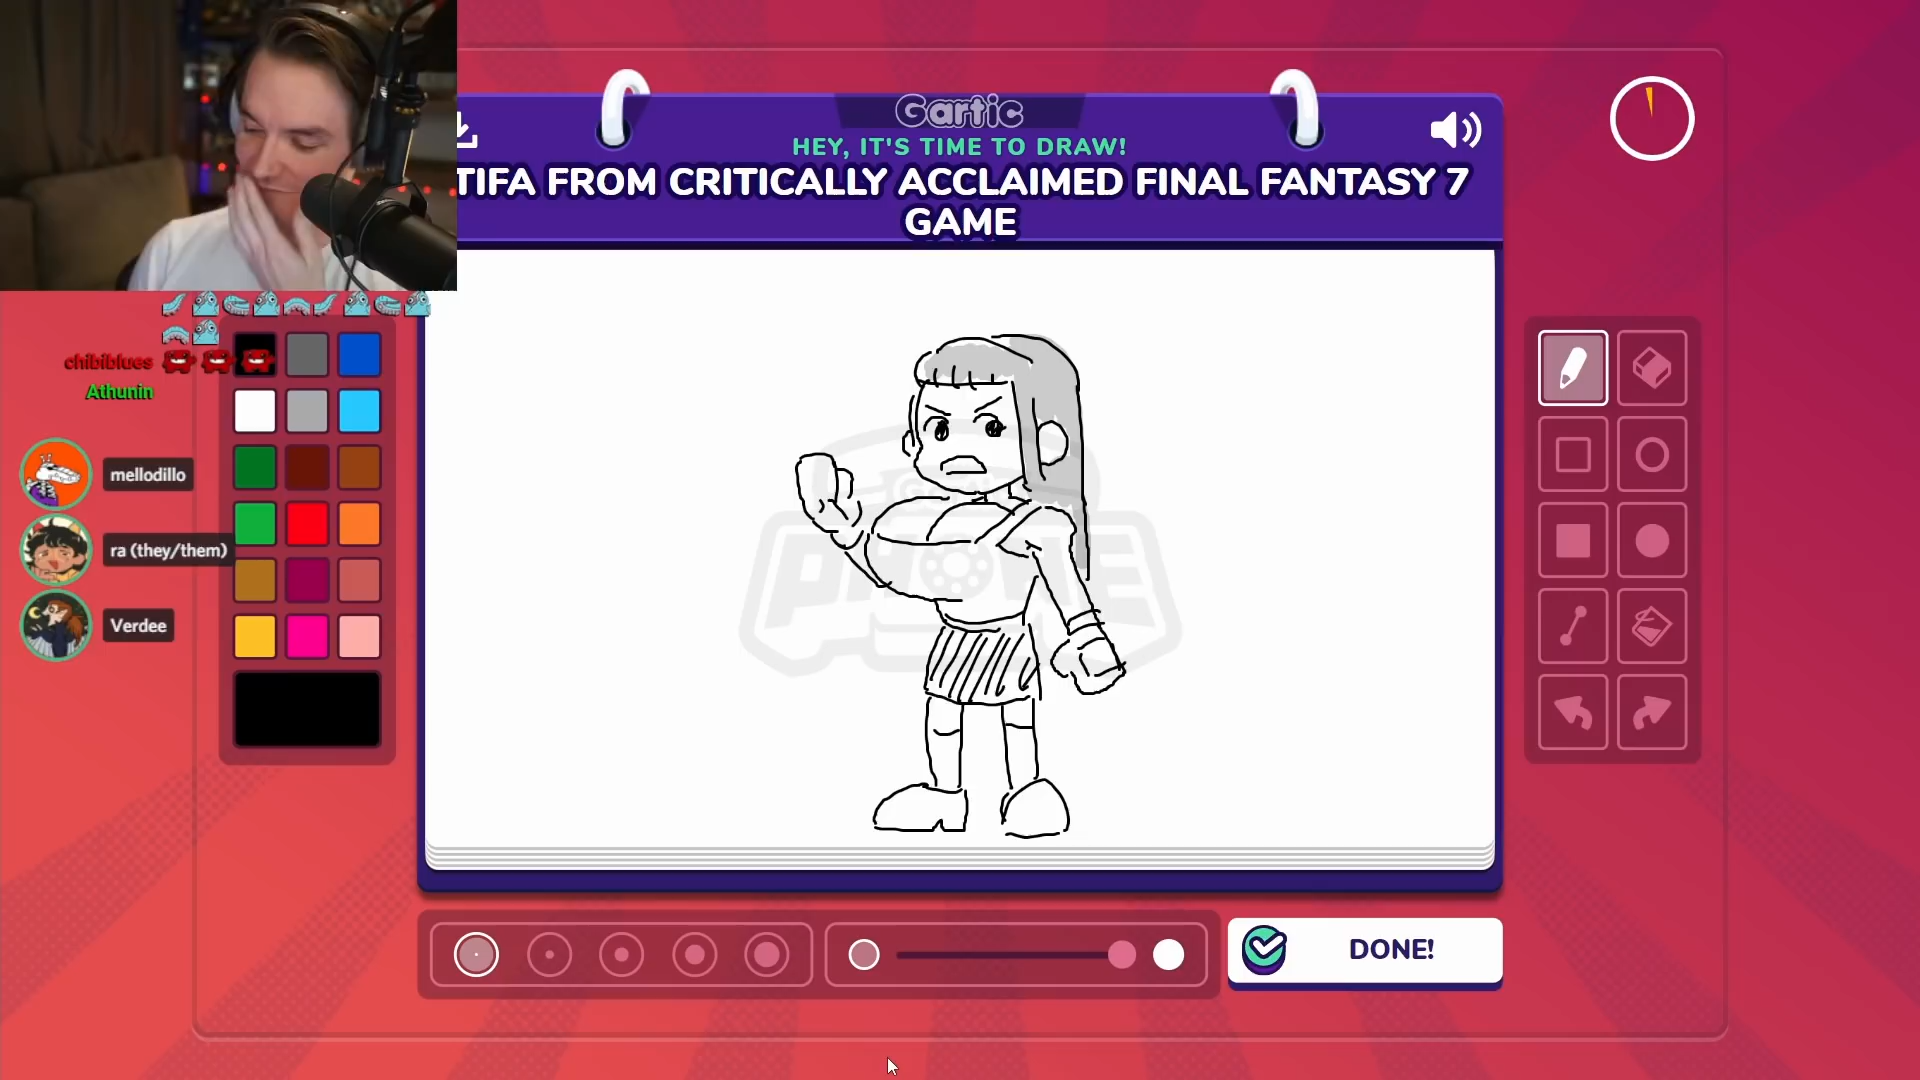 Gartic
HEY, IT'S TIME TO DRAW!
TIFA FROM CRITICALLY ACCLAIMED FINAL FANTASY 7
GAME
chibiblues
Athunin
mellodillo
ra (they/them)
Verdee
PHONE
DONE!